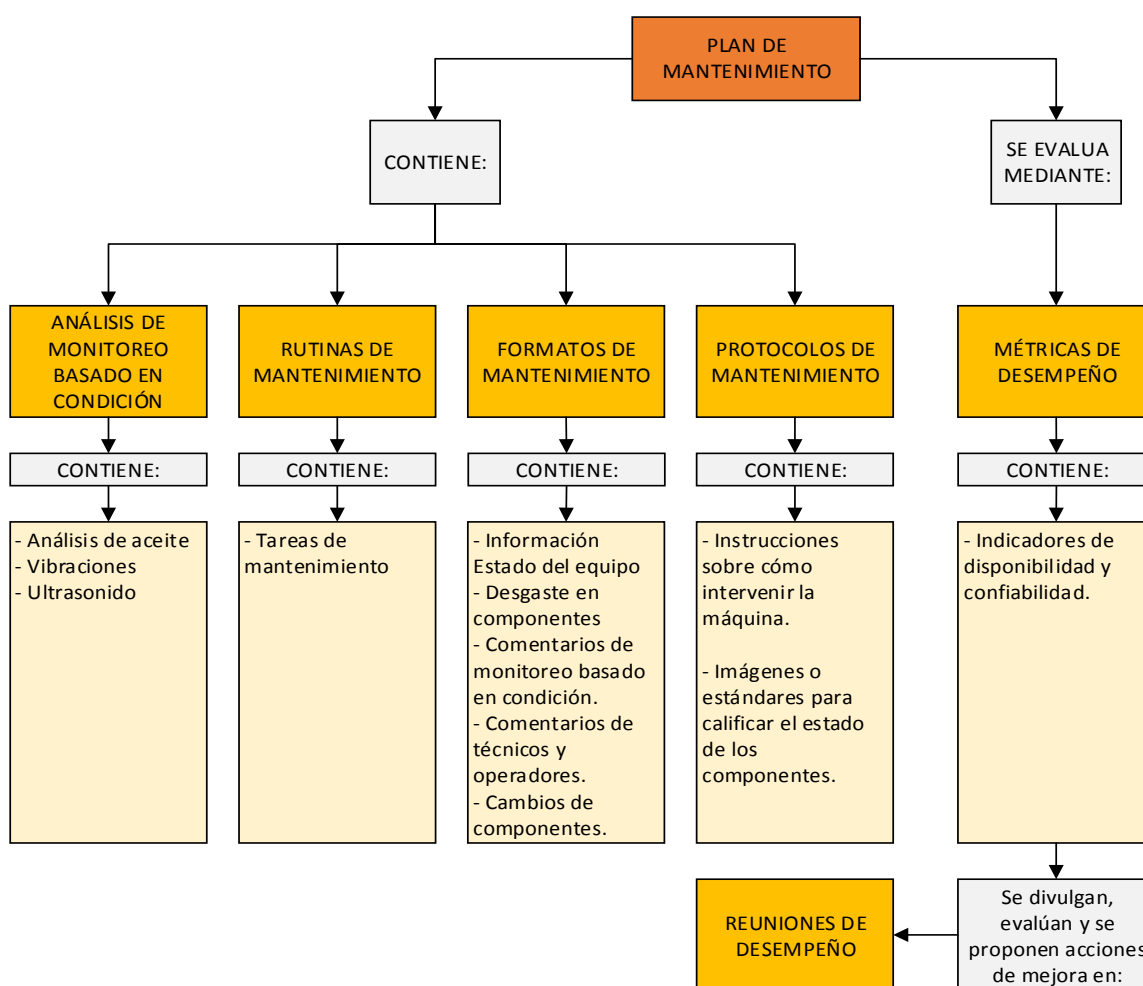 PLAN DE
MANTENIMIENTO
CONTIENE:
SE EVALUA
MEDIANTE:
ANÁLISIS DE
MONITOREO
BASADO EN
CONDICIÓN
RUTINAS DE
MANTENIMIENTO
FORMATOS DE
MANTENIMIENTO
PROTOCOLOS DE
MANTENIMIENTO
MÉTRICAS DE
DESEMPEÑO
CONTIENE:
CONTIENE:
CONTIENE:
CONTIENE:
CONTIENE:
- Análisis de aceite
- Vibraciones
- Ultrasonido
- Tareas de
mantenimiento
- Información
Estado del equipo
- Desgaste en
componentes
- Comentarios de
monitoreo basado
en condición.
- Comentarios de
técnicos y
operadores.
- Cambios de
componentes.
- Instrucciones
sobre cómo
intervenir la
máquina.
- Imágenes o
estándares para
calificar el estado
de los
componentes.
- Indicadores de
disponibilidad y
confiabilidad.
REUNIONES DE
DESEMPEÑO
Se divulgan,
evalúan y se
proponen acciones
de mejora en: